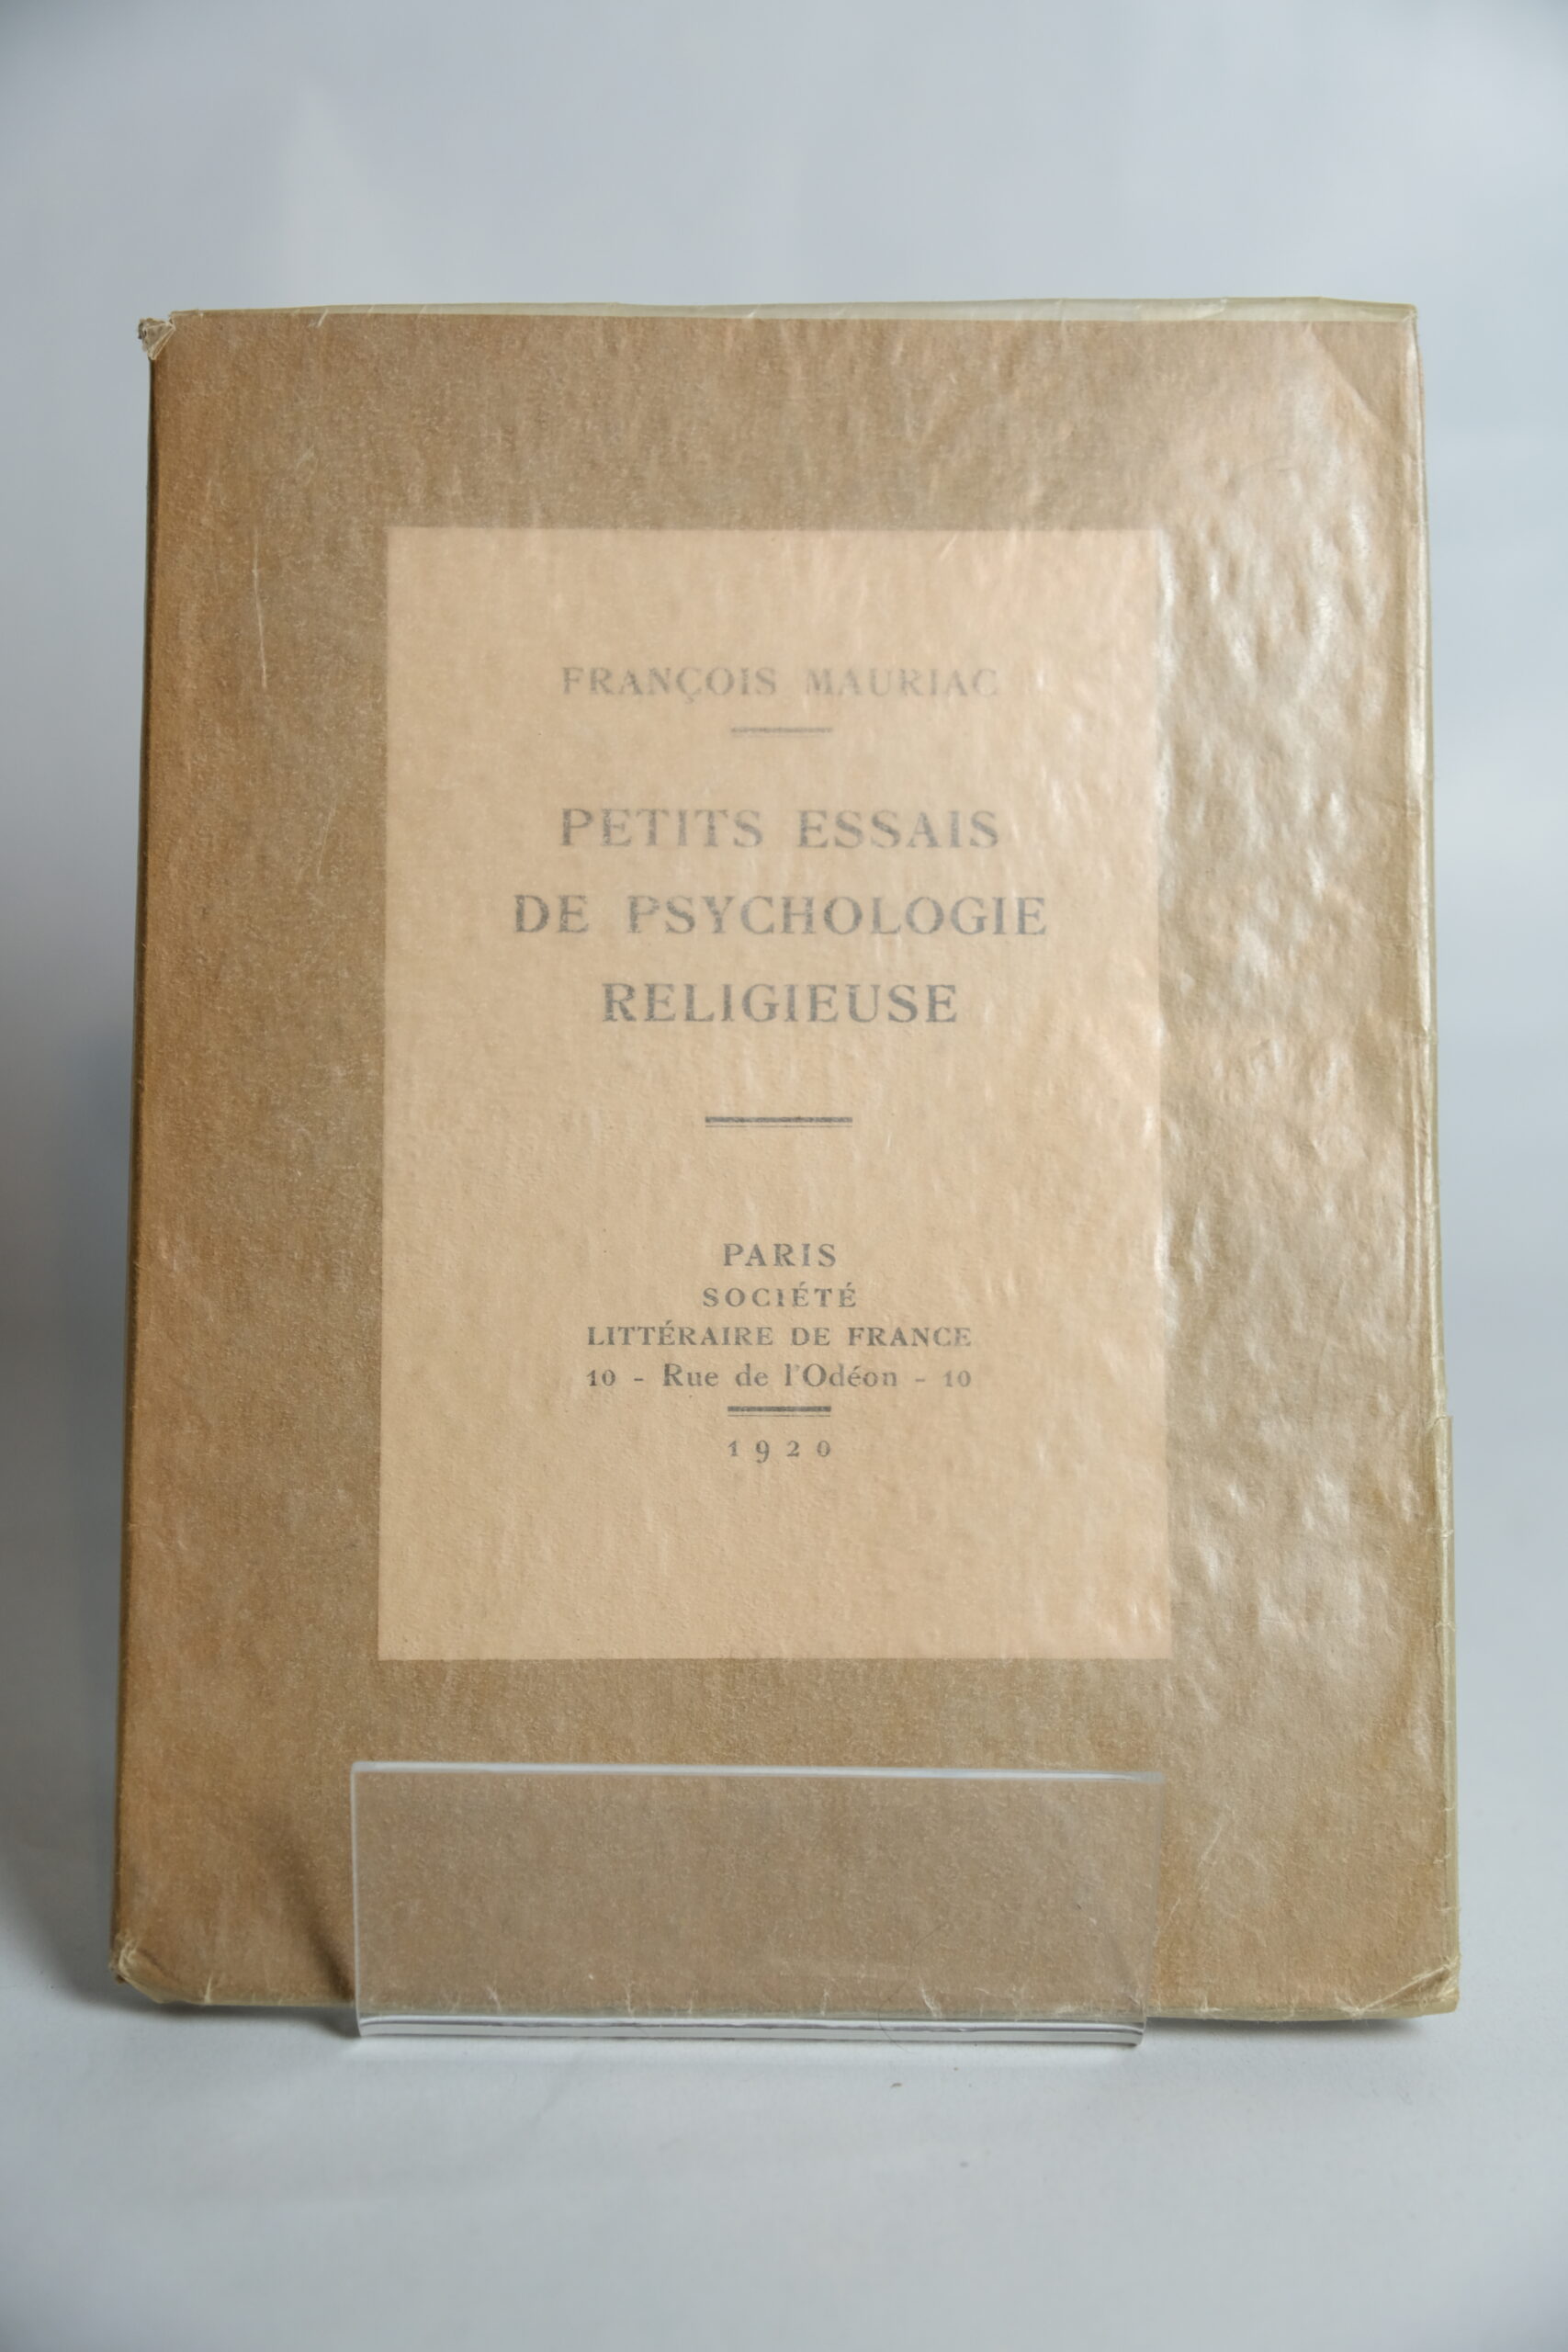 FRANÇOIS MAURIAC
PETITS ESSAIS
DE PSYCHOLOGIE
RELIGIEUSE
PARIS
SOCIÉTÉ
LITTÉRAIRE DE FRANCE
10 - Rue de l'Odéon - 10
1920